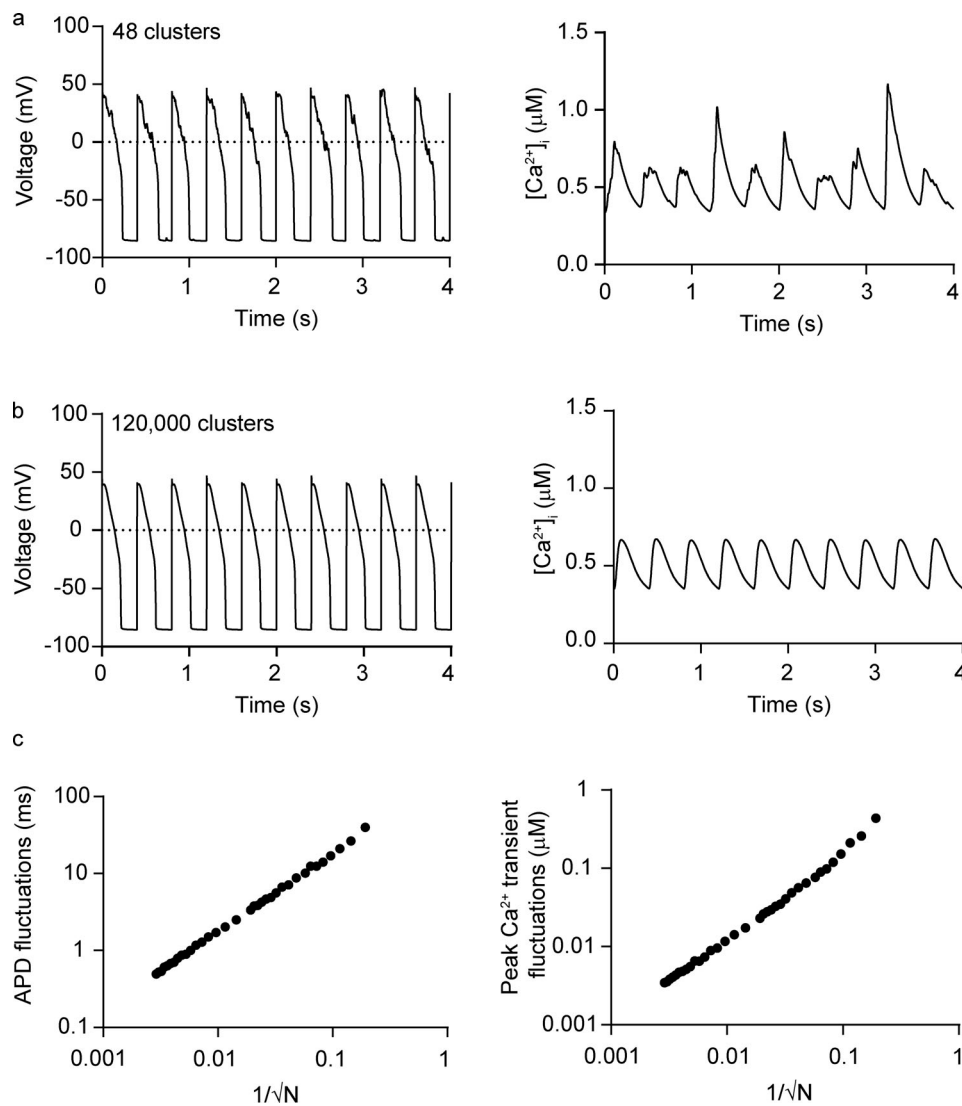 a
48 clusters
Voltage (mV)
100
50
0
-50
-100
0 1 2 3 4
Time (s)
[Ca²⁺]ᵢ (μM)
1.5
1.0
0.5
0.0
0 1 2 3 4
Time (s)
b
120,000 clusters
Voltage (mV)
100
50
0
-50
-100
0 1 2 3 4
Time (s)
[Ca²⁺]ᵢ (μM)
1.5
1.0
0.5
0.0
0 1 2 3 4
Time (s)
c
APD fluctuations (ms)
100
10
1
0.1
0.001 0.01 0.1 1
1/√N
Peak Ca²⁺ transient
fluctuations (μM)
1
0.1
0.01
0.001
0.001 0.01 0.1 1
1/√N